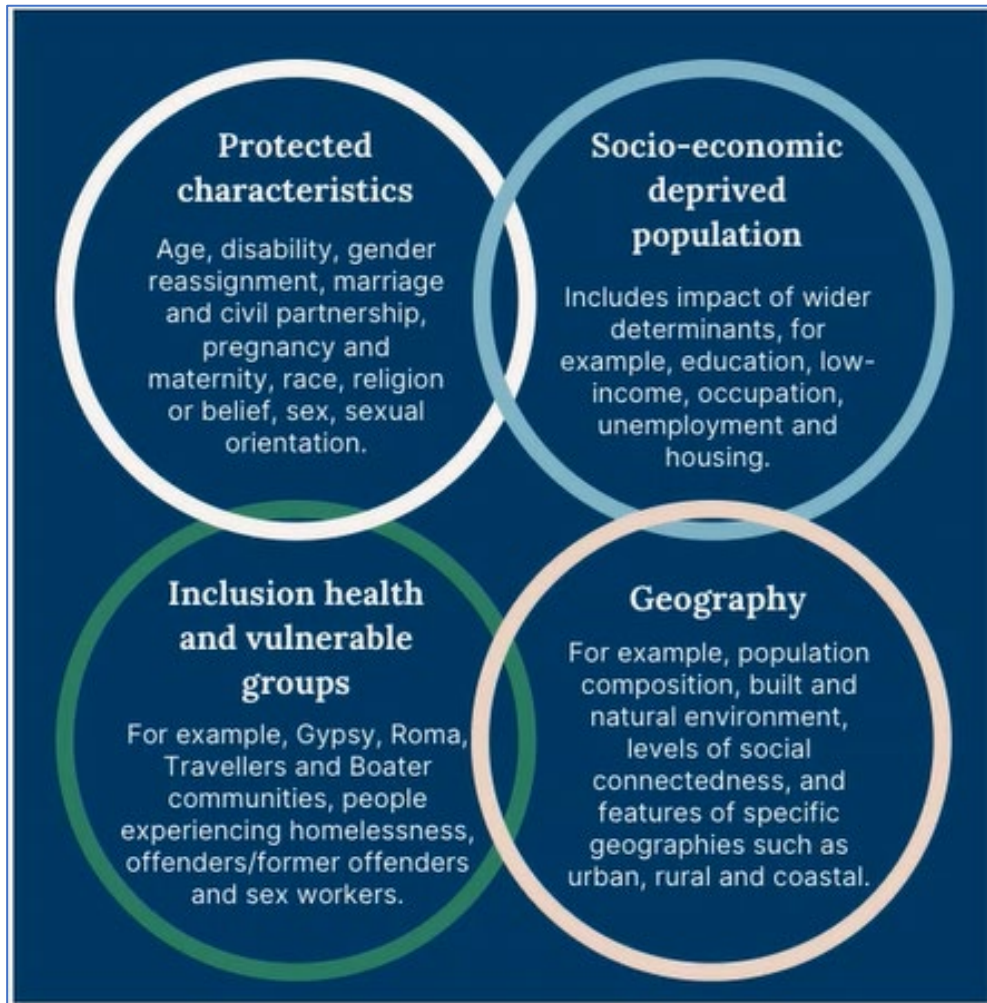 Protected
characteristics
Age, disability, gender
reassignment, marriage
and civil partnership,
pregnancy and
maternity, race, religion
or belief, sex, sexual
orientation.
Socio-economic
deprived
population
Includes impact of wider
determinants, for
example, education, low-
income, occupation,
unemployment and
housing.
Inclusion health
and vulnerable
groups
For example, Gypsy, Roma,
Travellers and Boater
communities, people
experiencing homelessness,
offenders/former offenders
and sex workers.
Geography
For example, population
composition, built and
natural environment,
levels of social
connectedness, and
features of specific
geographies such as
urban, rural and coastal.